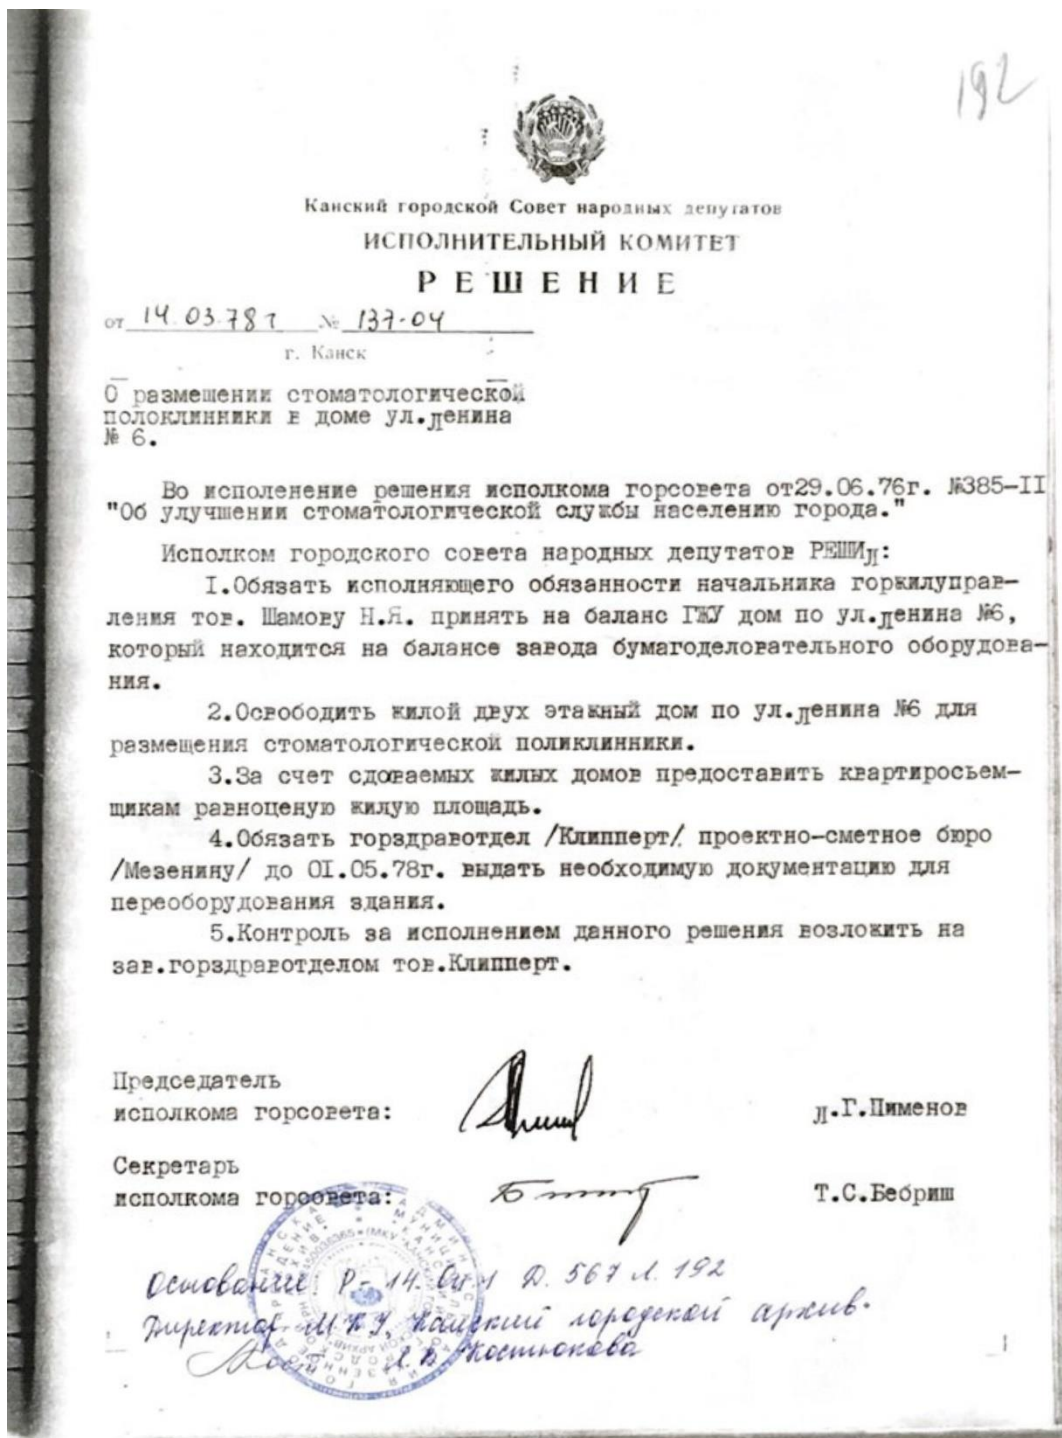 192
Канский городской Совет народных депутатов
ИСПОЛНИТЕЛЬНЫЙ КОМИТЕТ
РЕШЕНИЕ
от 14.03.78г № 137-04
г. Канск
О размещении стоматологической
полоклинники в доме ул.Ленина
№ 6.
Во исполенение решения исполкома горсовета от29.06.76г. №385-II
"Об улучшении стоматологической службы населению города."
Исполком городского совета народных депутатов РЕШИЛ:
I.Обязать исполняющего обязанности начальника горжилуправ-
ления тов. Шамову Н.Я. принять на баланс ГЖУ дом по ул.Ленина №6,
который находится на балансе завода бумагоделовательного оборудова-
ния.
2.Освободить жилой двух этажный дом по ул.Ленина №6 для
размещения стоматологической поликлинники.
3.За счет сдоваемых жилых домов предоставить квартиросьем-
щикам равноценую жилую площадь.
4.Обязать горздравотдел /Клипперт/ проектно-сметное бюро
/Мезенину/ до OI.05.78г. выдать необходимую документацию для
переоборудования здания.
5.Контроль за исполнением данного решения возложить на
зав.горздравотделом тов.Клипперт.
Председатель
исполкома горсовета:
Л.Г.Пименов
Секретарь
исполкома горсовета:
Т.С.Бебриш
Основание Р-14. Оп 1 Д. 567 л. 192
Директор МКУ, Канский городской архив.
Л.В Костюкова